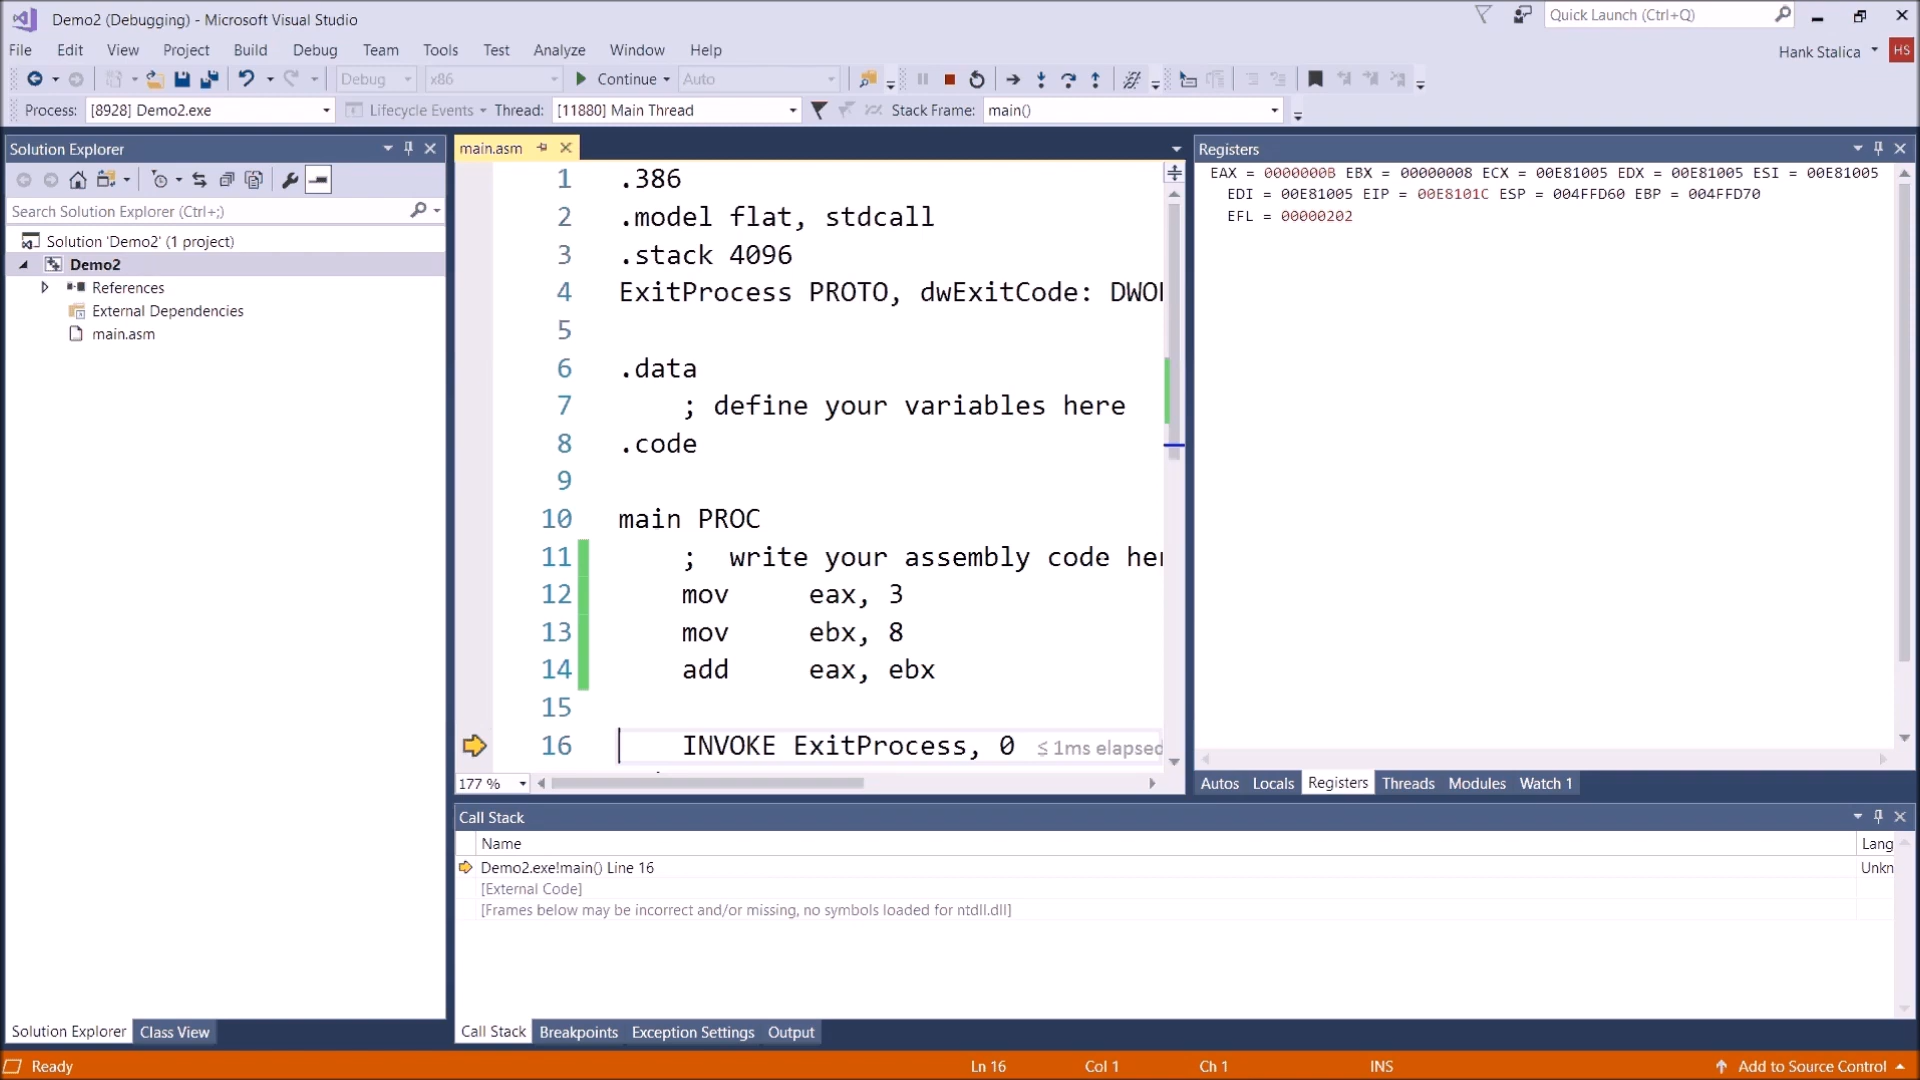 Demo2 (Debugging) - Microsoft Visual Studio
Quick Launch (Ctrl+Q)
File Edit View Project Build Debug Team Tools Test Analyze Window Help
Hank Stalica HS
Debug x86 Continue Auto
Process: [8928] Demo2.exe Lifecycle Events Thread: [11880] Main Thread Stack Frame: main()
Solution Explorer
Search Solution Explorer (Ctrl+;)
Solution 'Demo2' (1 project)
Demo2
References
External Dependencies
main.asm
Solution Explorer Class View
main.asm
1 .386
2 .model flat, stdcall
3 .stack 4096
4 ExitProcess PROTO, dwExitCode: DWO
5
6 .data
7 ; define your variables here
8 .code
9
10 main PROC
11 ; write your assembly code her
12 mov eax, 3
13 mov ebx, 8
14 add eax, ebx
15
16 INVOKE ExitProcess, 0 ≤ 1ms elapsed
177 %
Registers
EAX = 0000000B EBX = 00000008 ECX = 00E81005 EDX = 00E81005 ESI = 00E81005
EDI = 00E81005 EIP = 00E8101C ESP = 004FFD60 EBP = 004FFD70
EFL = 00000202
Autos Locals Registers Threads Modules Watch 1
Call Stack
Name Lang
Demo2.exe!main() Line 16 Unkn
[External Code]
[Frames below may be incorrect and/or missing, no symbols loaded for ntdll.dll]
Call Stack Breakpoints Exception Settings Output
Ready Ln 16 Col 1 Ch 1 INS Add to Source Control